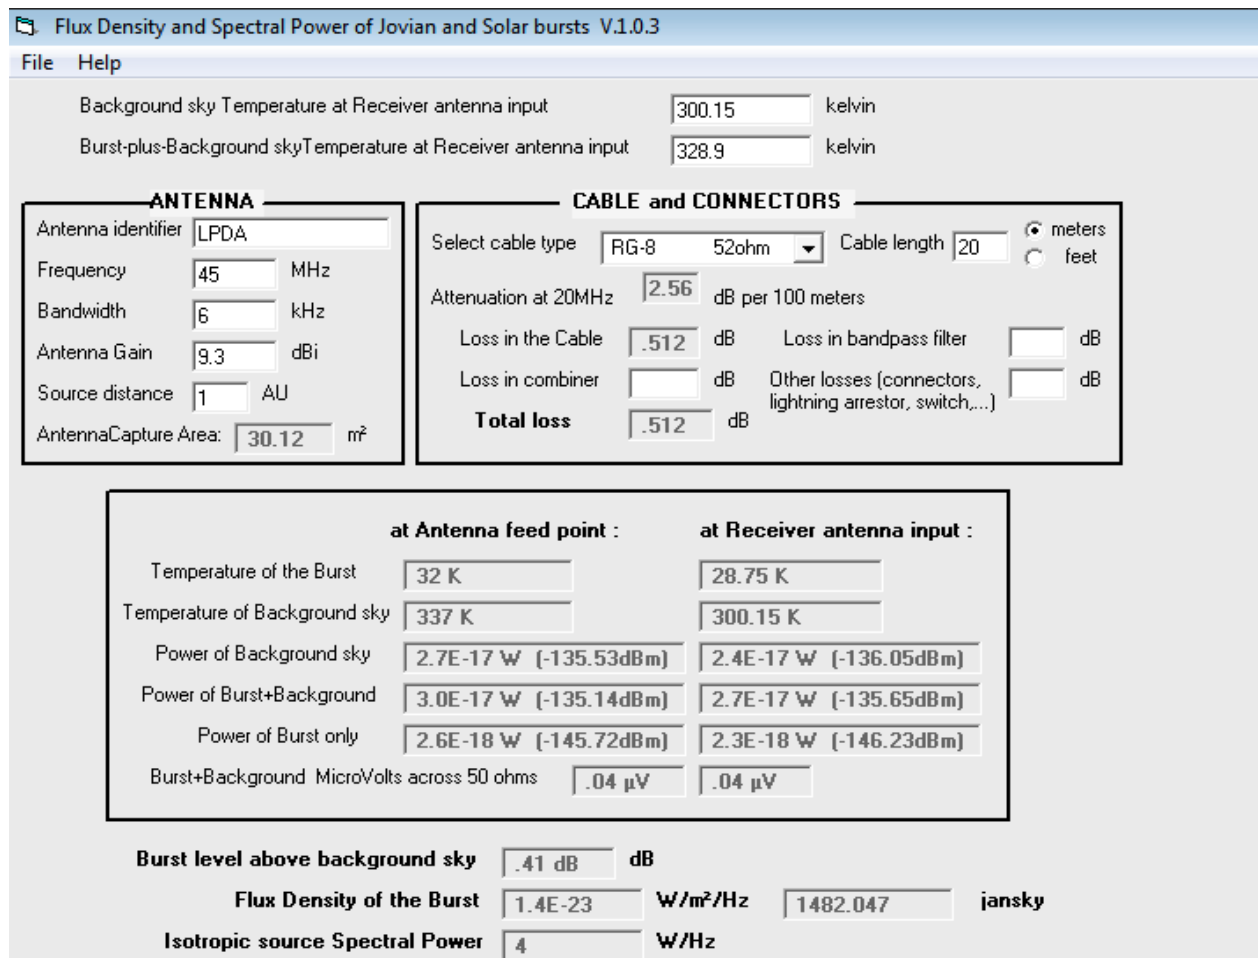 Flux Density and Spectral Power of Jovian and Solar bursts V.1.0.3
File Help
Background sky Temperature at Receiver antenna input 300.15 kelvin
Burst-plus-Background skyTemperature at Receiver antenna input 328.9 kelvin
ANTENNA
Antenna identifier LPDA
Frequency 45 MHz
Bandwidth 6 kHz
Antenna Gain 9.3 dBi
Source distance 1 AU
AntennaCapture Area: 30.12 m²
CABLE and CONNECTORS
Select cable type RG-8 52ohm Cable length 20 meters
feet
Attenuation at 20MHz 2.56 dB per 100 meters
Loss in the Cable .512 dB Loss in bandpass filter dB
Loss in combiner dB Other losses (connectors, dB
lightning arrestor, switch,...)
Total loss .512 dB
at Antenna feed point : at Receiver antenna input :
Temperature of the Burst 32 K 28.75 K
Temperature of Background sky 337 K 300.15 K
Power of Background sky 2.7E-17 W (-135.53dBm) 2.4E-17 W (-136.05dBm)
Power of Burst+Background 3.0E-17 W (-135.14dBm) 2.7E-17 W (-135.65dBm)
Power of Burst only 2.6E-18 W (-145.72dBm) 2.3E-18 W (-146.23dBm)
Burst+Background MicroVolts across 50 ohms .04 µV .04 µV
Burst level above background sky .41 dB dB
Flux Density of the Burst 1.4E-23 W/m²/Hz 1482.047 jansky
Isotropic source Spectral Power 4 W/Hz